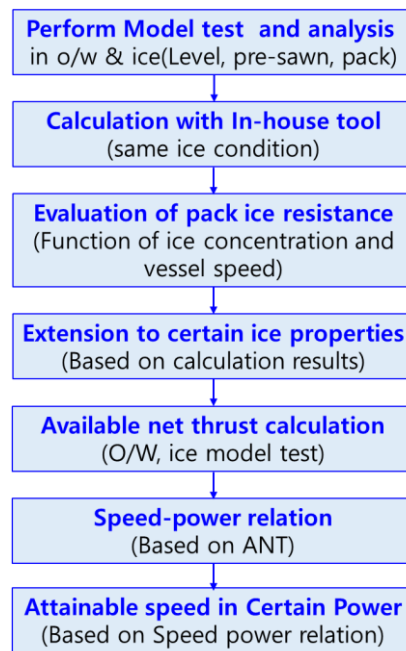 Perform Model test and analysis
in o/w & ice(Level, pre-sawn, pack)
Calculation with In-house tool
(same ice condition)
Evaluation of pack ice resistance
(Function of ice concentration and
vessel speed)
Extension to certain ice properties
(Based on calculation results)
Available net thrust calculation
(O/W, ice model test)
Speed-power relation
(Based on ANT)
Attainable speed in Certain Power
(Based on Speed power relation)